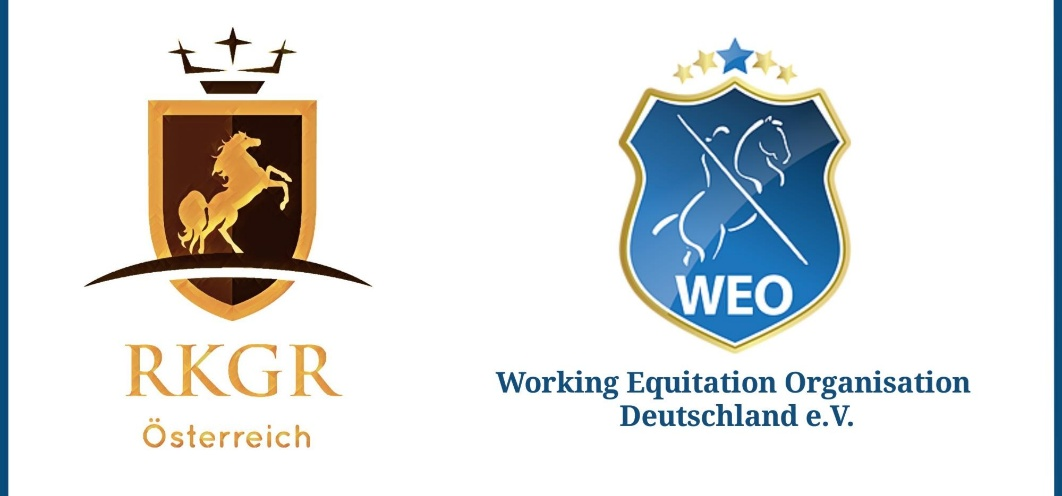 RKGR
Österreich
WEO
Working Equitation Organisation
Deutschland e.V.